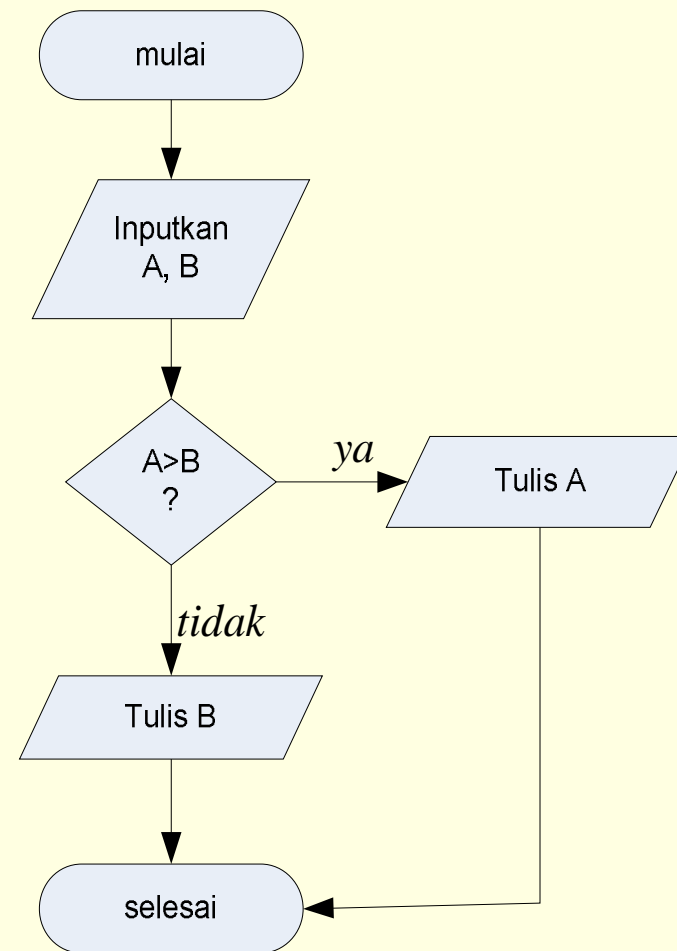 mulai
Inputkan
A, B
A>B
?
ya
Tulis A
tidak
Tulis B
selesai